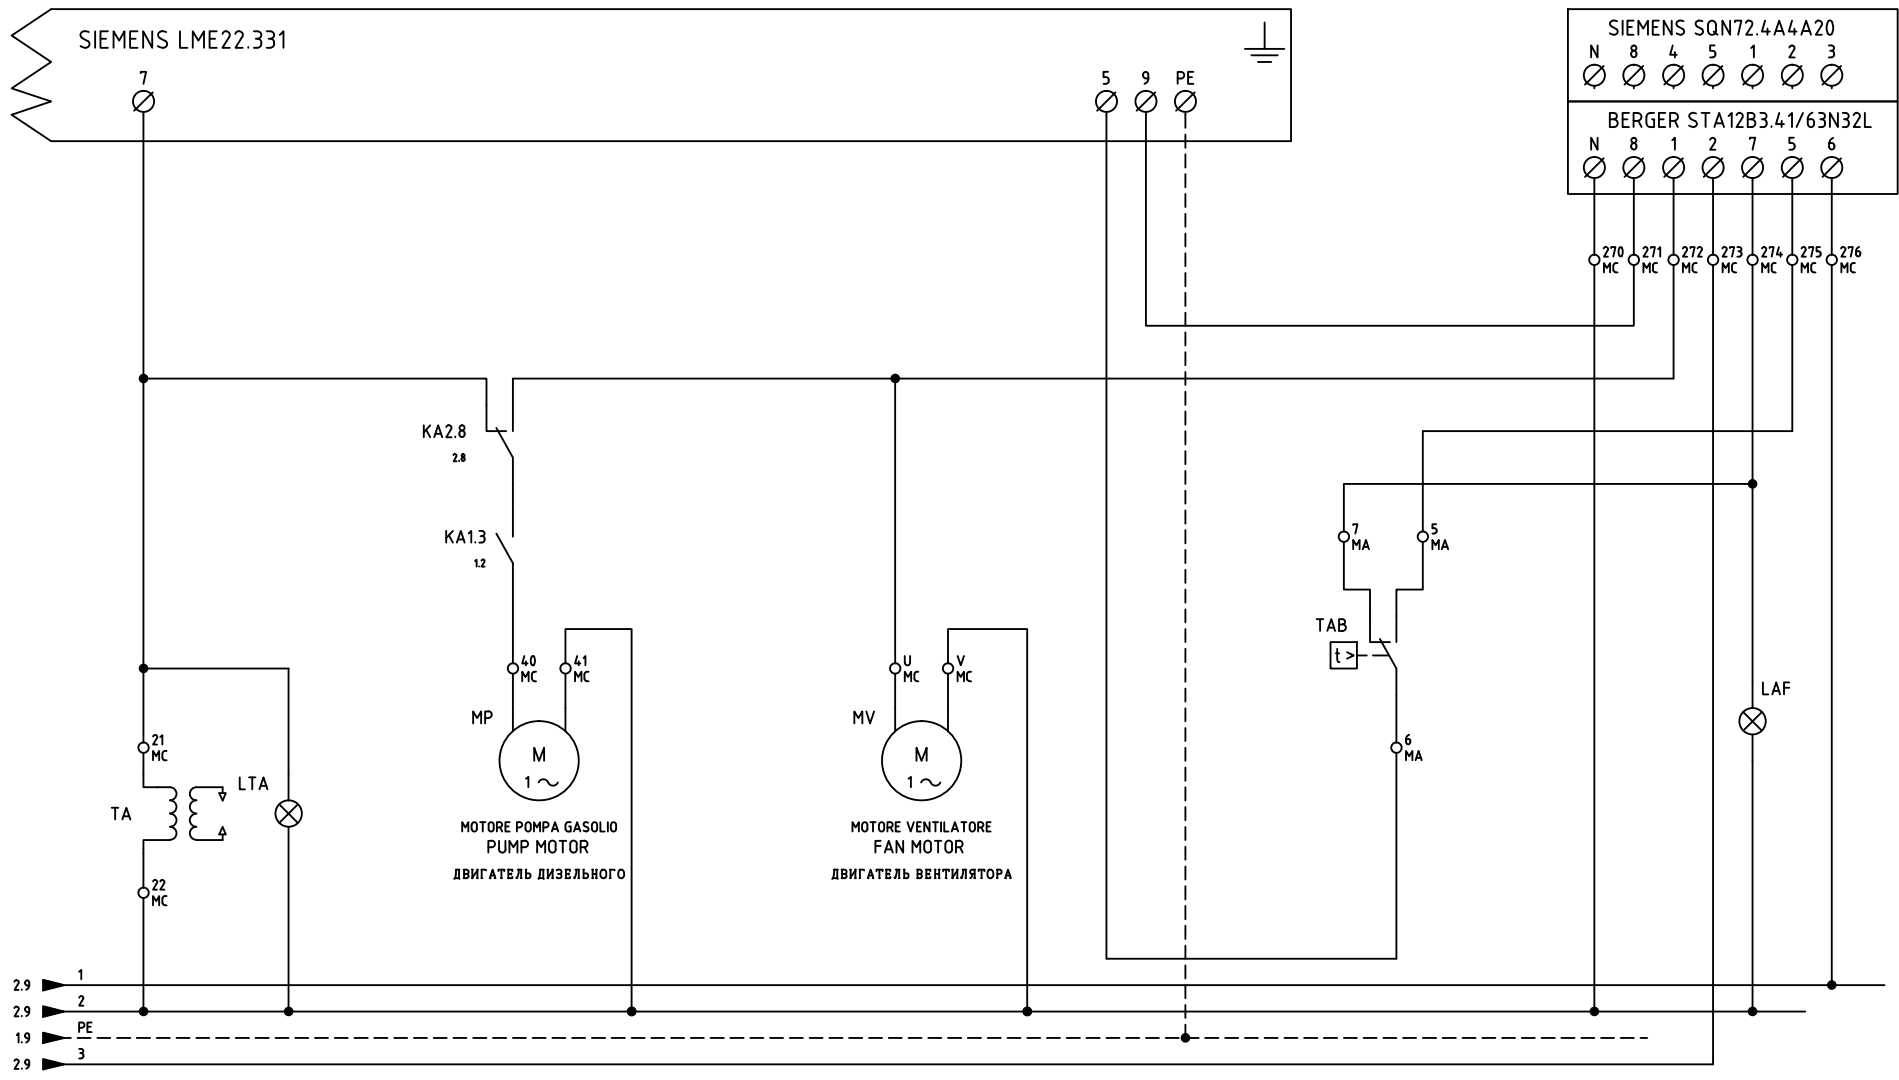 SIEMENS LME22.331
7
5 9 PE
SIEMENS SQN72.4A4A20
N 8 4 5 1 2 3
BERGER STA12B3.41/63N32L
N 8 1 2 7 5 6
270 271 272 273 274 275 276
MC MC MC MC MC MC MC
KA2.8
2.8
KA1.3
1.2
7
MA
5
MA
TAB
t >
6
MA
LAF
40
MC
41
MC
MP
M
1
MOTORE POMPA GASOLIO
PUMP MOTOR
ДВИГАТЕЛЬ ДИЗЕЛЬНОГО
U
MC
V
MC
MV
M
1
MOTORE VENTILATORE
FAN MOTOR
ДВИГАТЕЛЬ ВЕНТИЛЯТОРА
21
MC
TA
LTA
22
MC
2.9 1
2.9 2
1.9 PE
2.9 3